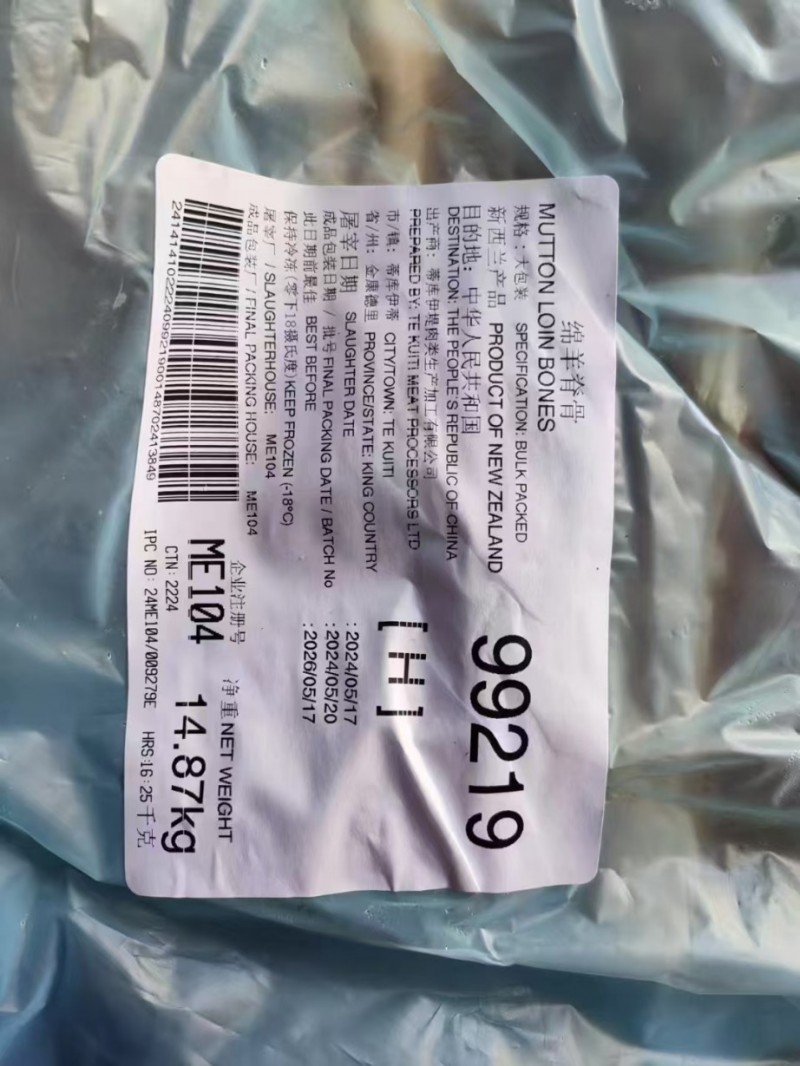 绵羊脊骨
MUTTON LOIN BONES
规格：大包装 SPECIFICATION: BULK PACKED
新西兰产品 PRODUCT OF NEW ZEALAND
99219
目的地：中华人民共和国
DESTINATION: THE PEOPLE'S REPUBLIC OF CHINA
出产商：蒂库伊堤肉类生产加工有限公司
PREPARED BY: TE KUITI MEAT PROCESSORS LTD
市/镇：蒂库伊蒂 CITY/TOWN: TE KUITI
[H]
省/州：金康德里 PROVINCE/STATE: KING COUNTRY
屠宰日期 SLAUGHTER DATE : 2024/05/17
成品包装日期 / 批号 FINAL PACKING DATE / BATCH No : 2024/05/20
此日期前最佳 BEST BEFORE : 2026/05/17
保持冷冻(零下18摄氏度) KEEP FROZEN (-18°C)
屠宰厂 / SLAUGHTERHOUSE: ME104
成品包装厂 / FINAL PACKING HOUSE: ME104
企业注册号 净重 NET WEIGHT
ME104 14.87kg
CTN: 2224
千克
IPC NO: 24ME104/009279E HRS:16:25